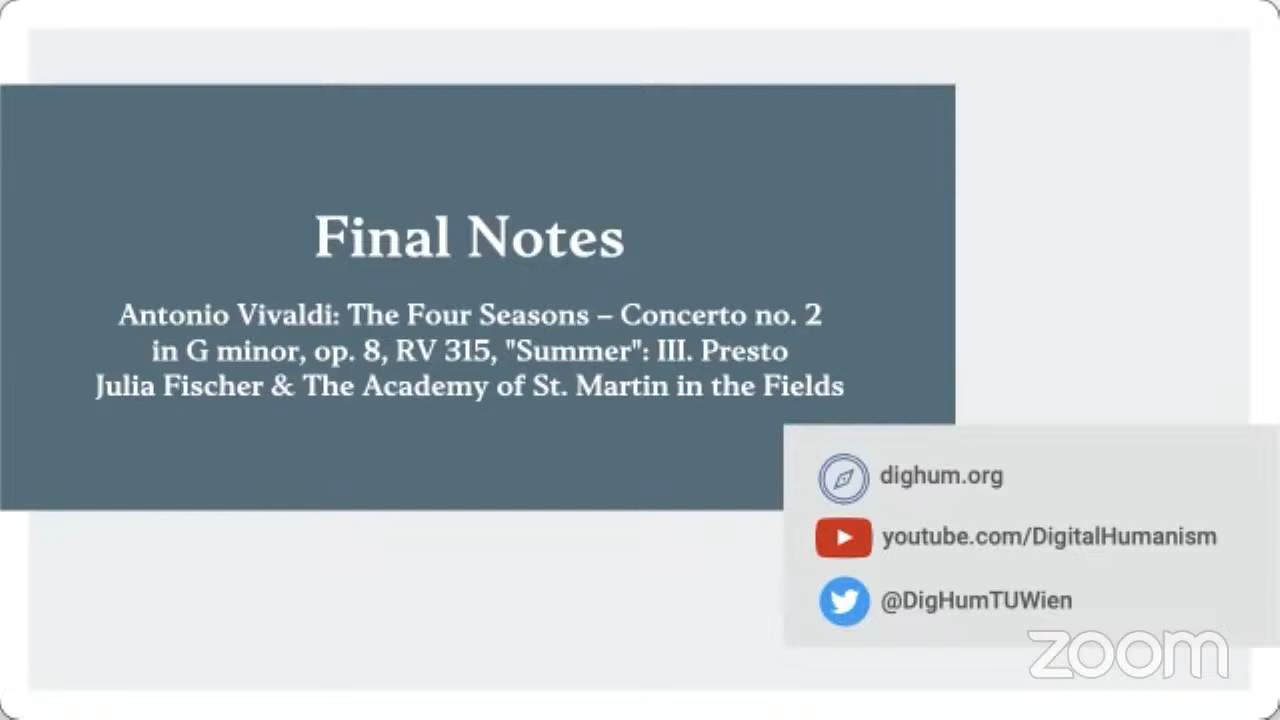 Final Notes
Antonio Vivaldi: The Four Seasons – Concerto no. 2
in G minor, op. 8, RV 315, "Summer": III. Presto
Julia Fischer & The Academy of St. Martin in the Fields
dighum.org
youtube.com/DigitalHumanism
@DigHumTUWien
zoom